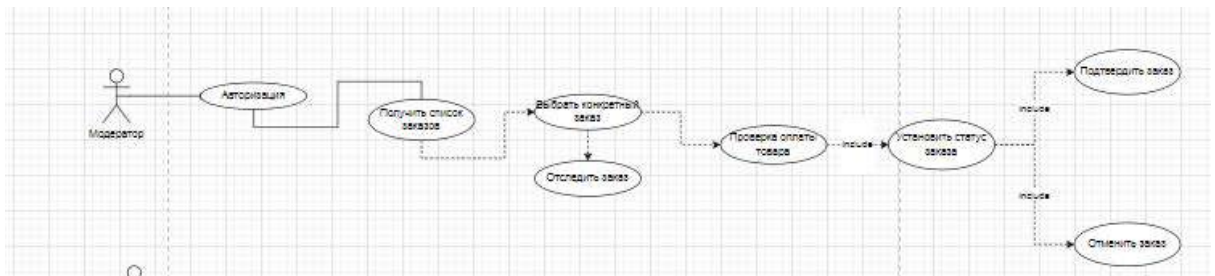 Модератор
Авторизация
Получить список
заказов
Выбрать конкретный
заказ
Отследить заказ
Проверка оплаты
товара
include
Установить статус
заказа
include
Подтвердить заказ
include
Отменить заказ